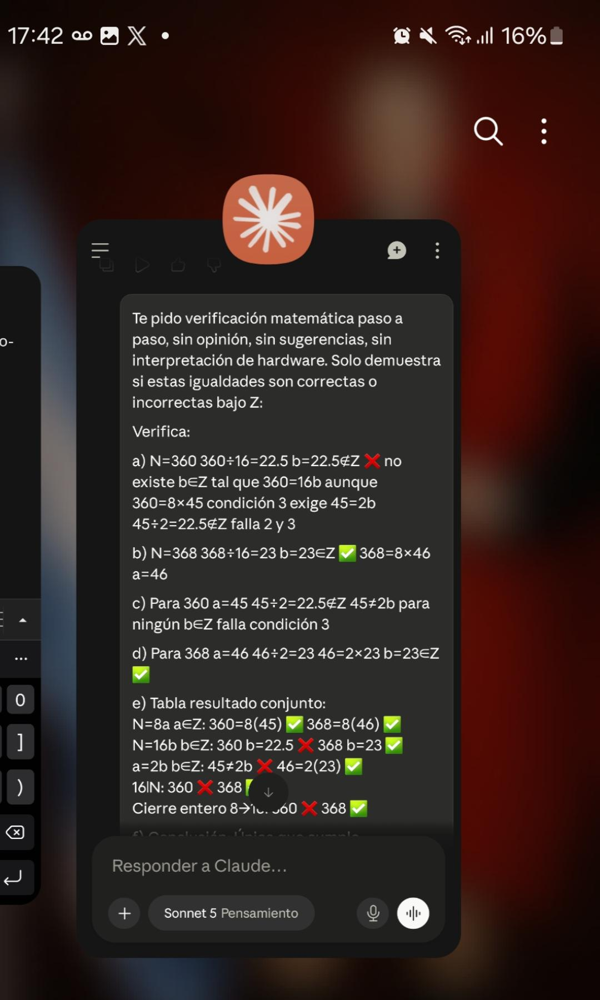 17:42
16%
o-
Te pido verificación matemática paso a
paso, sin opinión, sin sugerencias, sin
interpretación de hardware. Solo demuestra
si estas igualdades son correctas o
incorrectas bajo Z:
Verifica:
a) N=360 360÷16=22.5 b=22.5∉Z ❌ no
existe b∈Z tal que 360=16b aunque
360=8×45 condición 3 exige 45=2b
45÷2=22.5∉Z falla 2 y 3
b) N=368 368÷16=23 b=23∈Z ✅ 368=8×46
a=46
c) Para 360 a=45 45÷2=22.5∉Z 45≠2b para
ningún b∈Z falla condición 3
d) Para 368 a=46 46÷2=23 46=2×23 b=23∈Z
✅
e) Tabla resultado conjunto:
N=8a a∈Z: 360=8(45) ✅ 368=8(46) ✅
N=16b b∈Z: 360 b=22.5 ❌ 368 b=23 ✅
a=2b b∈Z: 45≠2b ❌ 46=2(23) ✅
16|N: 360 ❌ 368
Cierre entero 8→ 360 ❌ 368 ✅
f) Conclusión: Único que cumple
0
]
)
Responder a Claude...
Sonnet 5 Pensamiento